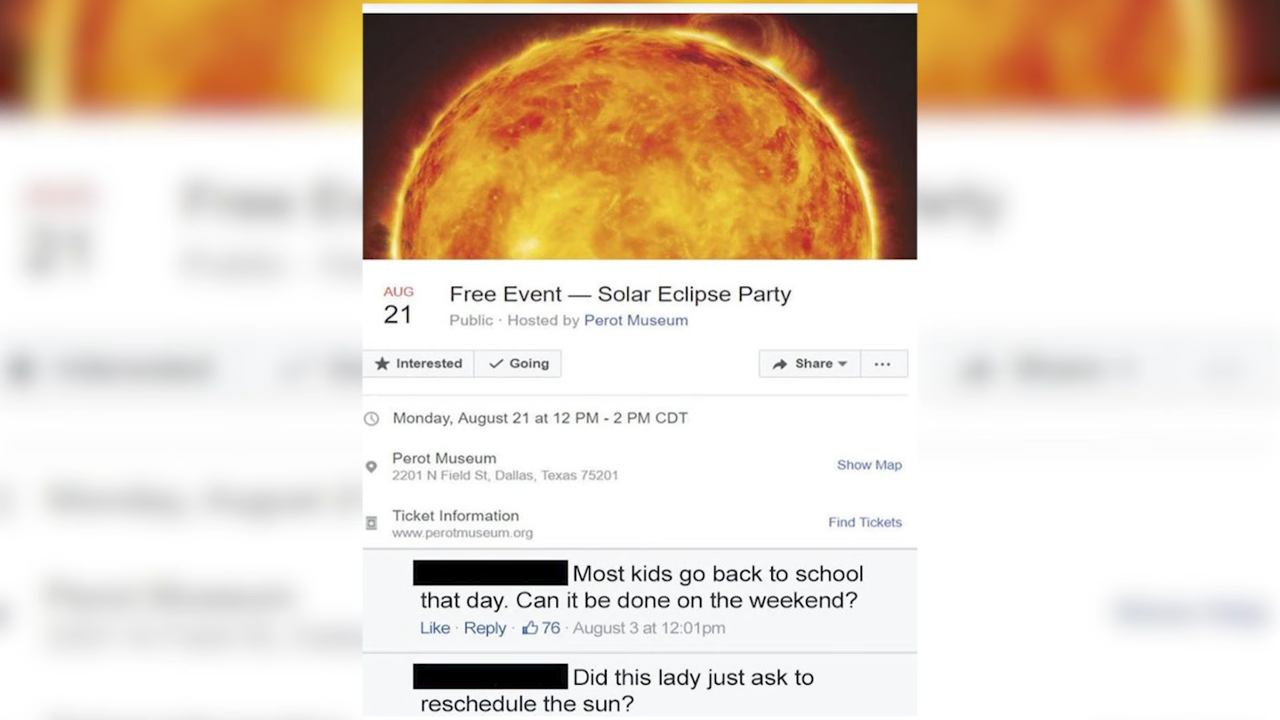 AUG
21
Free Event — Solar Eclipse Party
Public · Hosted by Perot Museum
Interested
Going
Share
Monday, August 21 at 12 PM - 2 PM CDT
Perot Museum
2201 N Field St, Dallas, Texas 75201
Show Map
Ticket Information
www.perotmuseum.org
Find Tickets
Most kids go back to school
that day. Can it be done on the weekend?
Like · Reply · 76 · August 3 at 12:01pm
Did this lady just ask to
reschedule the sun?